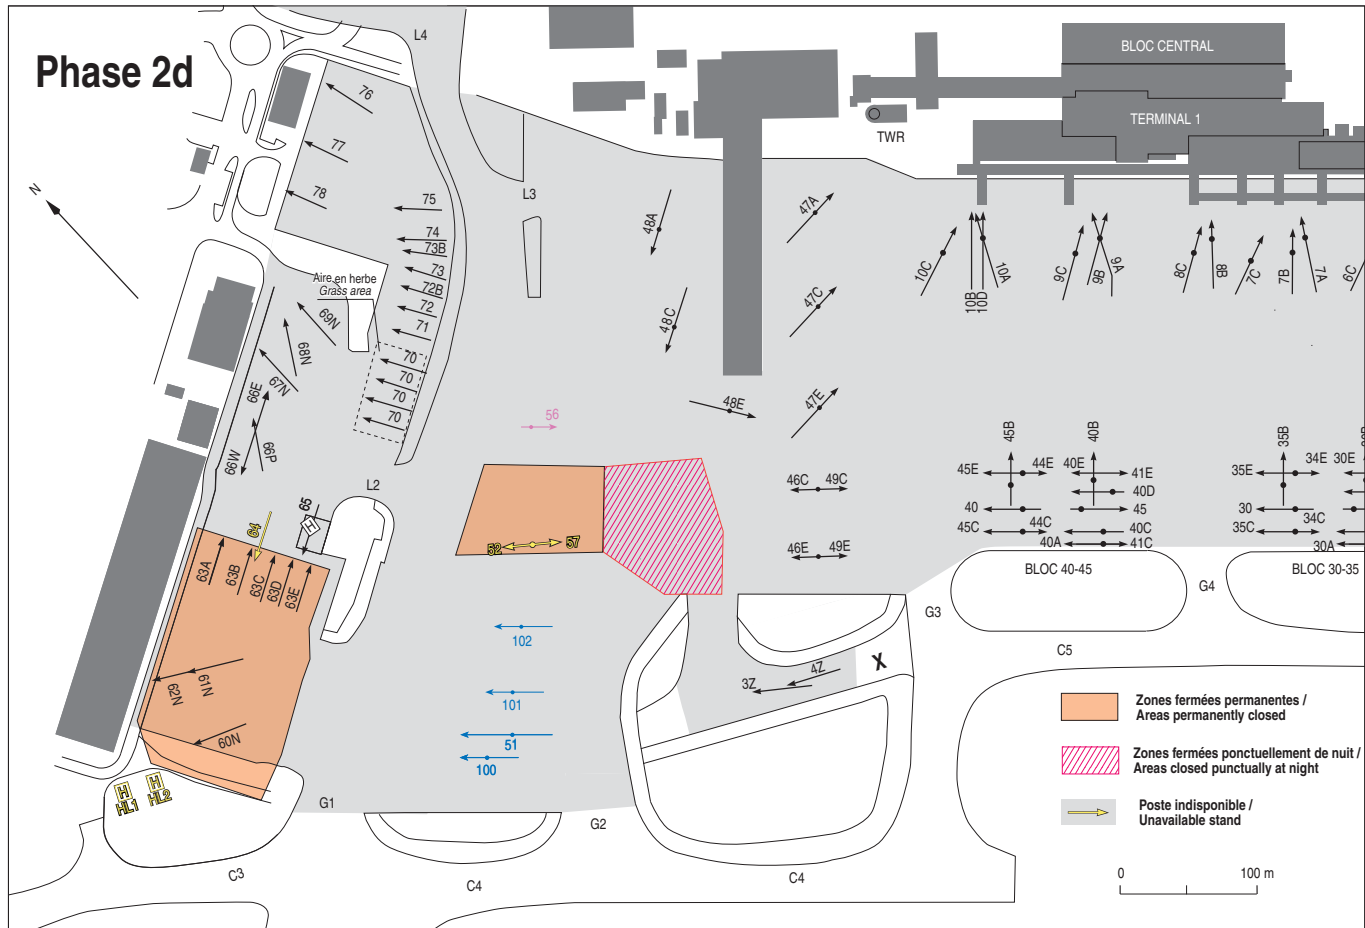 Phase 2d
L4
BLOC CENTRAL
TERMINAL 1
TWR
N
76
77
78
75
74
73B
73
72B
72
71
70
70
70
70
L3
Aire en herbe
Grass area
69N
68N
67N
66E
66W
66P
48A
48C
48E
47A
47C
47E
10C
10B
10D
10A
9C
9B
9A
8C
8B
7C
7B
7A
6C
56
L2
65
H
64
63A
63B
63C
63D
63E
52
57
46C
49C
46E
49E
45B
40B
35B
45E
44E
40E
41E
35E
34E
30E
40D
40
45
30
34C
45C
44C
40C
35C
40A
41C
30A
BLOC 40-45
BLOC 30-35
G4
G3
C5
102
101
51
100
62N
61N
60N
4Z
3Z
X
H
H
HL1
HL2
G1
G2
C3
C4
C4
Zones fermées permanentes /
Areas permanently closed
Zones fermées ponctuellement de nuit /
Areas closed punctually at night
Poste indisponible /
Unavailable stand
0
100 m